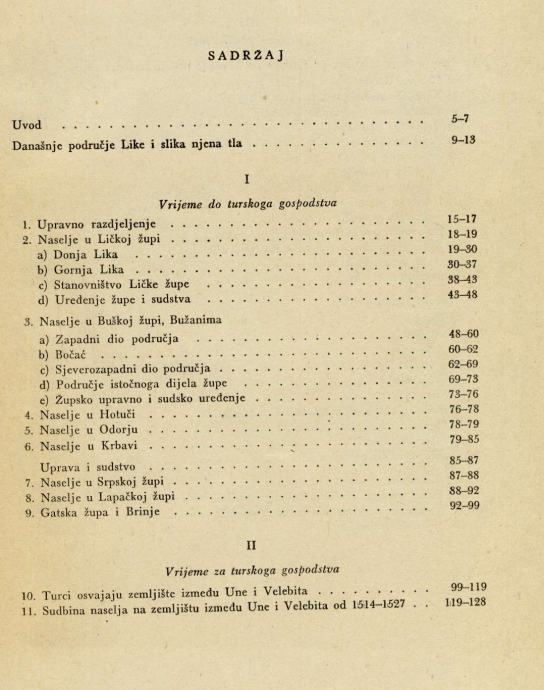 SADRŽAJ
Uvod . . . . . . . . . . . . . . . . . . . . . . . . . . . . 5–7
Današnje područje Like i slika njena tla . . . . . . . . . . . . . 9–13
I
Vrijeme do turskoga gospodstva
1. Upravno razdjeljenje . . . . . . . . . . . . . . . . . . . . 15–17
2. Naselje u Ličkoj župi . . . . . . . . . . . . . . . . . . . . 18–19
a) Donja Lika . . . . . . . . . . . . . . . . . . . . . . 19–30
b) Gornja Lika . . . . . . . . . . . . . . . . . . . . . . 30–37
c) Stanovništvo Ličke župe . . . . . . . . . . . . . . . . . . 38–43
d) Uređenje župe i sudstva . . . . . . . . . . . . . . . . . . 43–48
3. Naselje u Buškoj župi, Bužanima
a) Zapadni dio područja . . . . . . . . . . . . . . . . . . . 48–60
b) Bočać . . . . . . . . . . . . . . . . . . . . . . . . . 60–62
c) Sjeverozapadni dio područja . . . . . . . . . . . . . . . . 62–69
d) Područje istočnoga dijela župe . . . . . . . . . . . . . . . 69–73
e) Župsko upravno i sudsko uređenje . . . . . . . . . . . . . . 73–76
4. Naselje u Hotuči . . . . . . . . . . . . . . . . . . . . . . 76–78
5. Naselje u Odorju . . . . . . . . . . . . . . . . . . . . . . 78–79
6. Naselje u Krbavi . . . . . . . . . . . . . . . . . . . . . . 79–85
Uprava i sudstvo . . . . . . . . . . . . . . . . . . . . . . 85–87
7. Naselje u Srpskoj župi . . . . . . . . . . . . . . . . . . . 87–88
8. Naselje u Lapačkoj župi . . . . . . . . . . . . . . . . . . . 88–92
9. Gatska župa i Brinje . . . . . . . . . . . . . . . . . . . . 92–99
II
Vrijeme za turskoga gospodstva
10. Turci osvajaju zemljište između Une i Velebita . . . . . . . . . . 99–119
11. Sudbina naselja na zemljištu između Une i Velebita od 1514–1527 . . 119–128